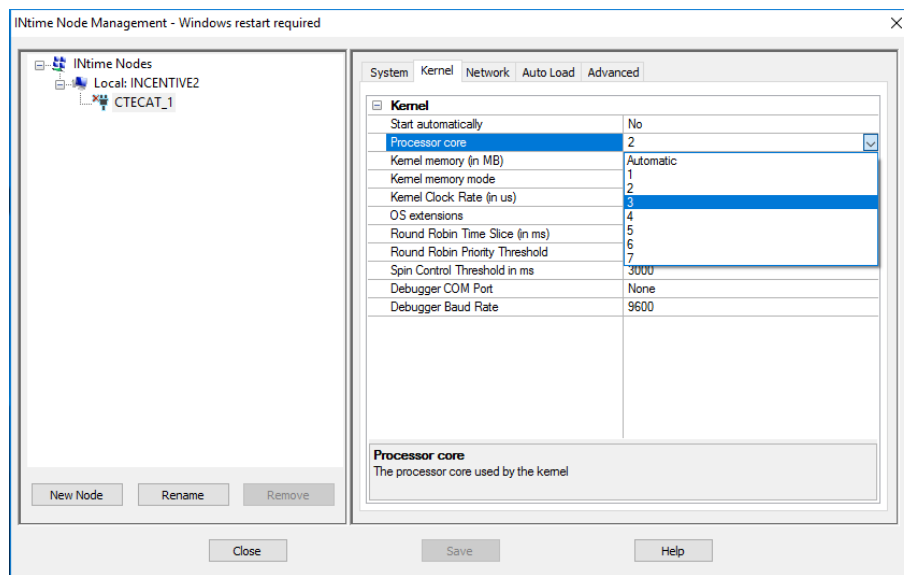 INtime Node Management - Windows restart required
INtime Nodes
Local: INCENTIVE2
CTECAT_1
New Node
Rename
Remove
System Kernel Network Auto Load Advanced
Kernel
Start automatically No
Processor core 2
Kernel memory (in MB)
Kernel memory mode
Kernel Clock Rate (in us)
OS extensions
Round Robin Time Slice (in ms)
Round Robin Priority Threshold
Automatic
1
2
3
4
5
6
7
Spin Control Threshold in ms 3000
Debugger COM Port None
Debugger Baud Rate 9600
Processor core
The processor core used by the kernel
Close
Save
Help